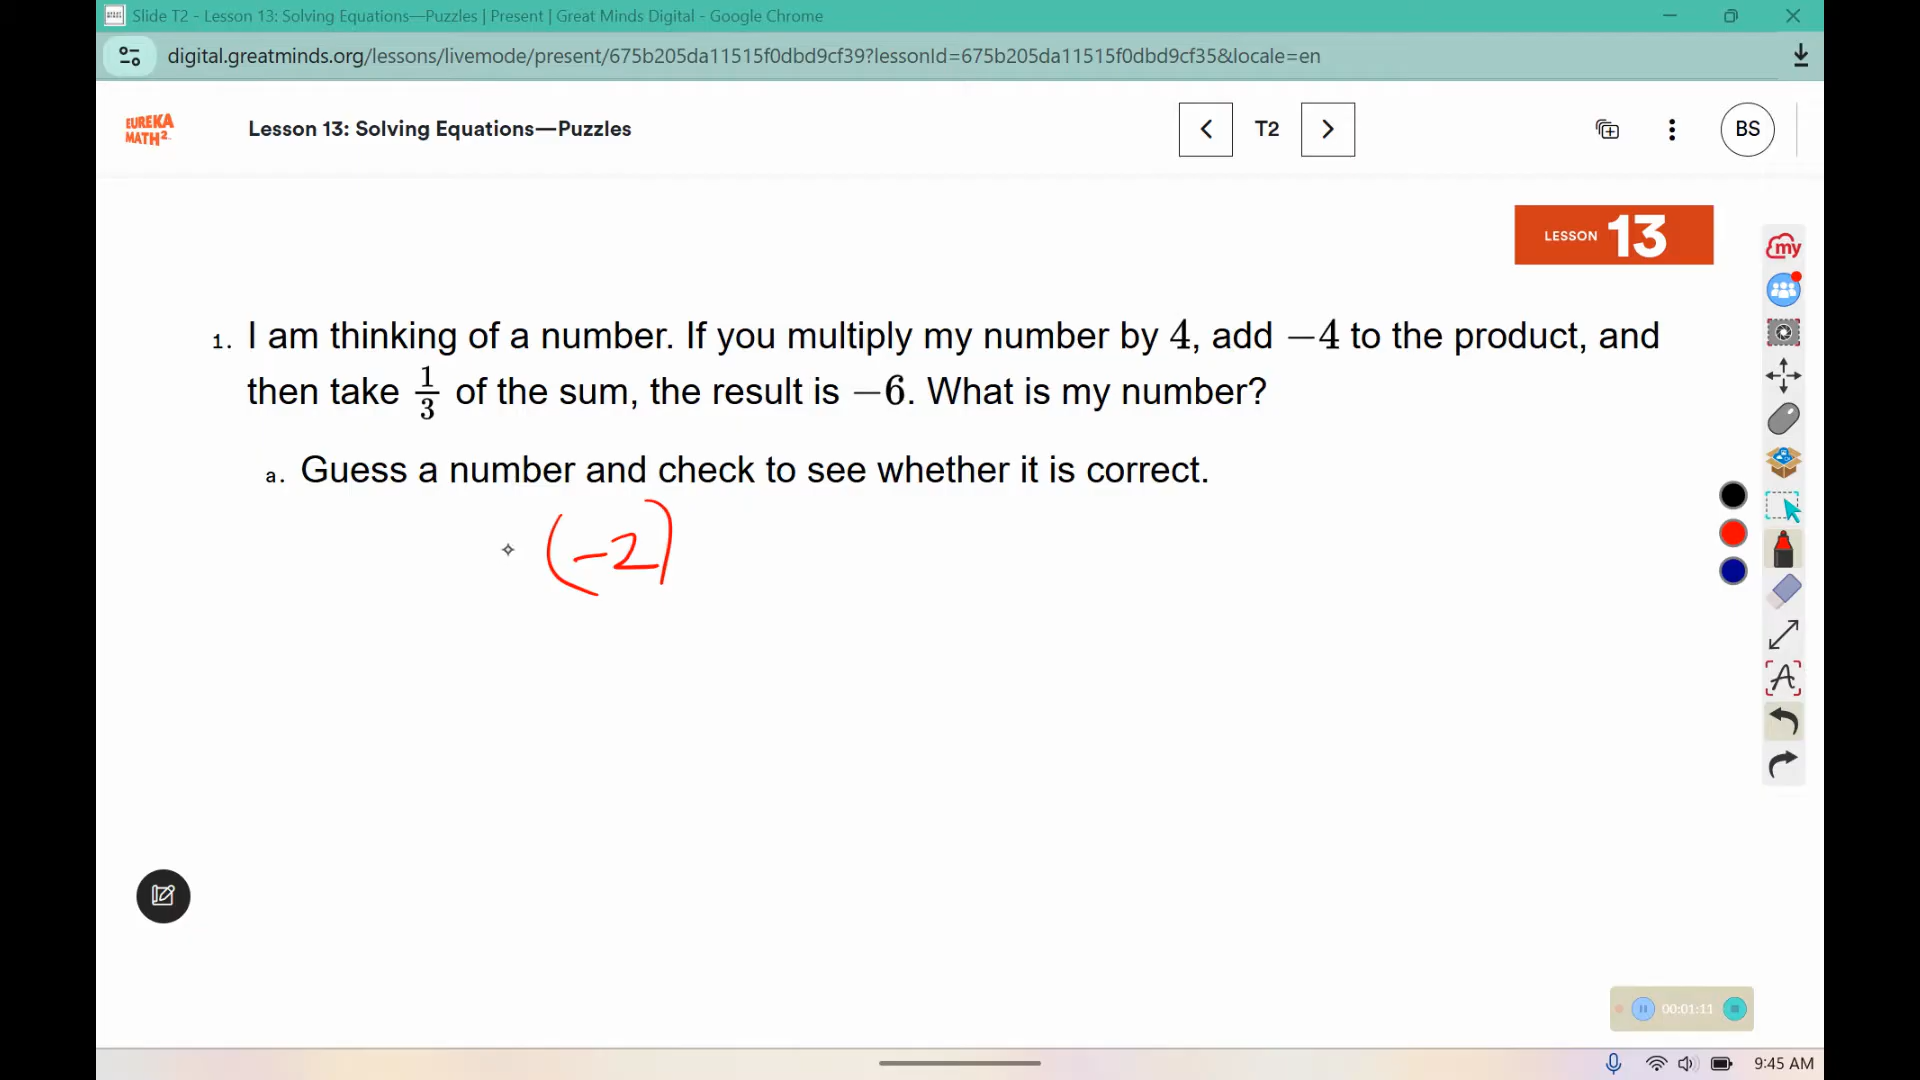 Slide T2 - Lesson 13: Solving Equations—Puzzles | Present | Great Minds Digital - Google Chrome
digital.greatminds.org/lessons/livemode/present/675b205da11515f0dbd9cf39?lessonId=675b205da11515f0dbd9cf35&locale=en
EUREKA
MATH²
Lesson 13: Solving Equations—Puzzles
T2
BS
LESSON 13
my
1. I am thinking of a number. If you multiply my number by 4, add −4 to the product, and
then take 1/3 of the sum, the result is −6. What is my number?
a. Guess a number and check to see whether it is correct.
(-2)
A
00:01:11
9:45 AM